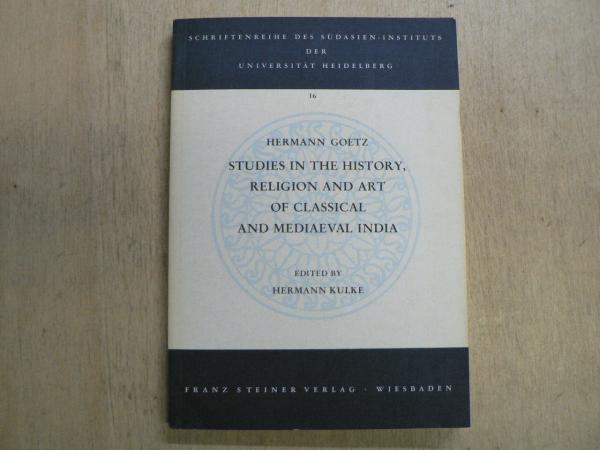 SCHRIFTENREIHE DES SÜDASIEN-INSTITUTS
DER
UNIVERSITÄT HEIDELBERG
16
HERMANN GOETZ
STUDIES IN THE HISTORY,
RELIGION AND ART
OF CLASSICAL
AND MEDIAEVAL INDIA
EDITED BY
HERMANN KULKE
FRANZ STEINER VERLAG · WIESBADEN